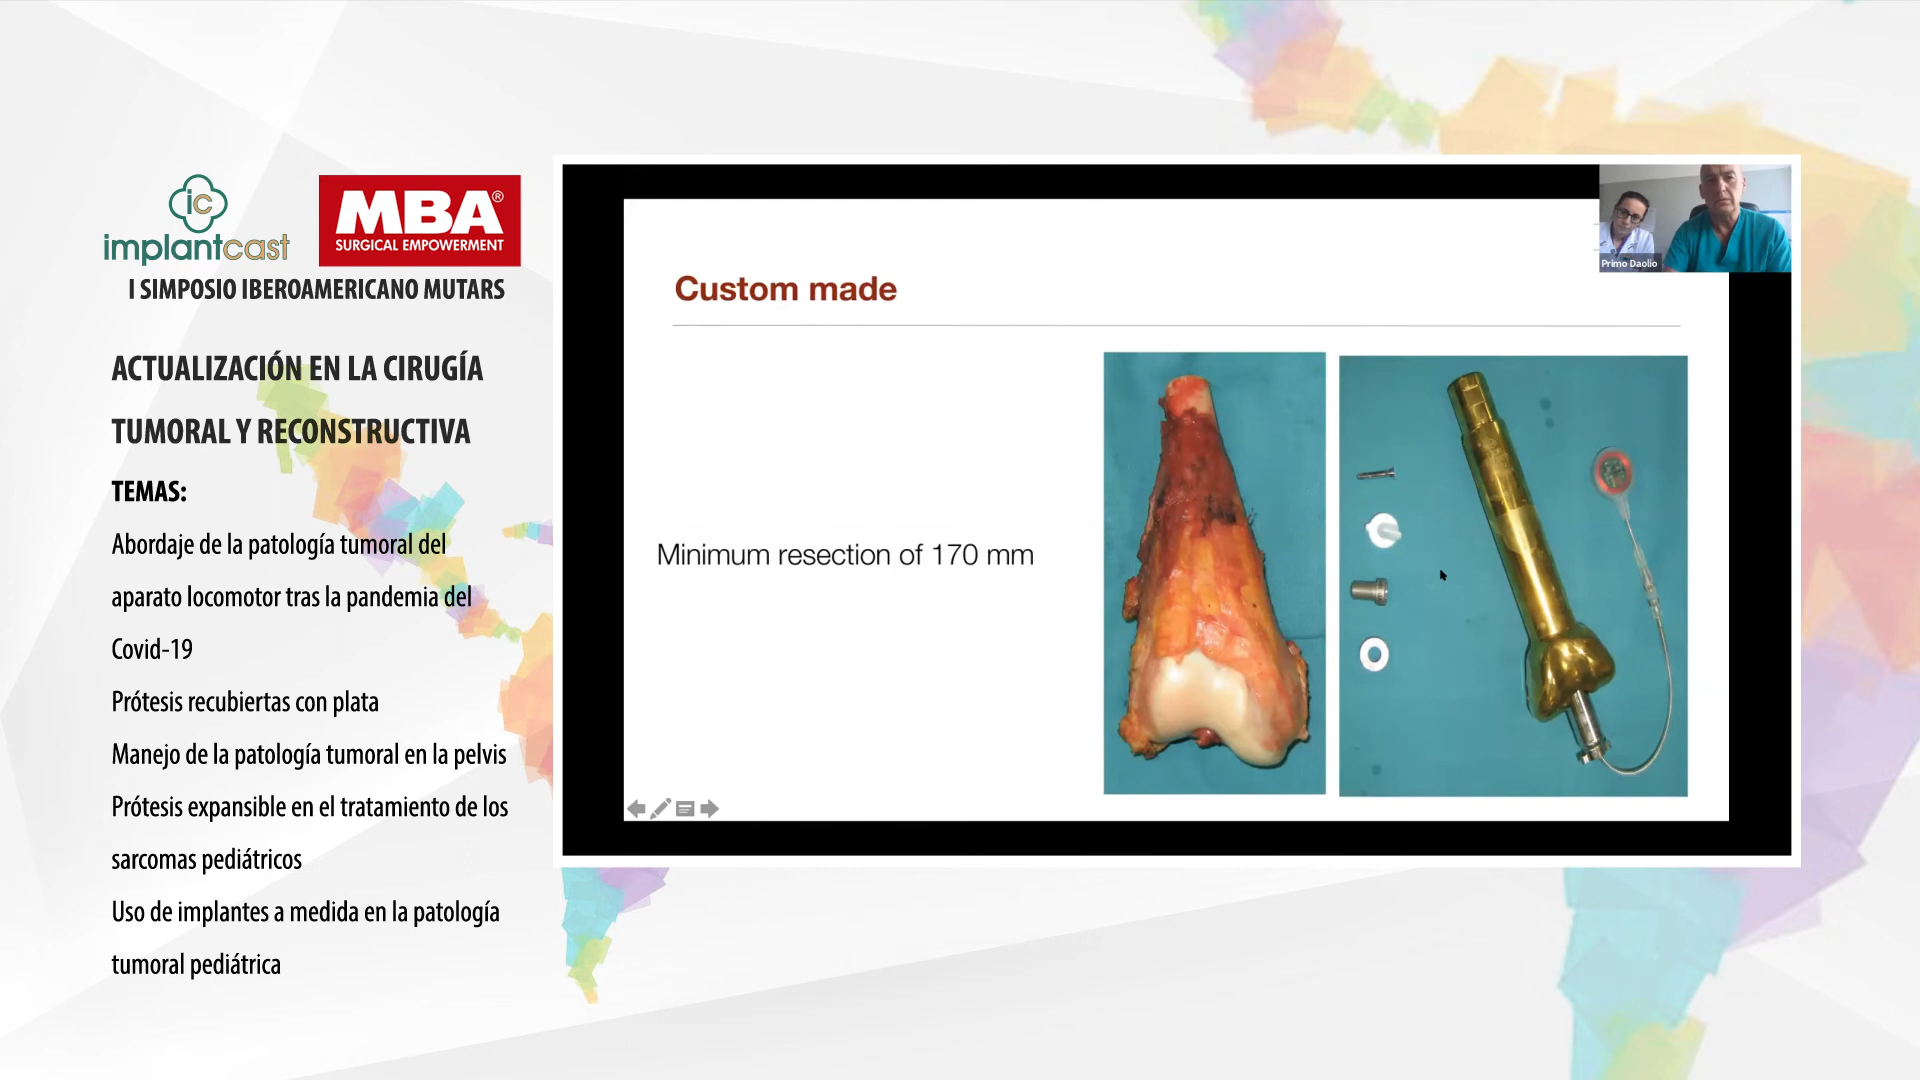 ic
implantcast
MBA®
SURGICAL EMPOWERMENT
I SIMPOSIO IBEROAMERICANO MUTARS
ACTUALIZACIÓN EN LA CIRUGÍA
TUMORAL Y RECONSTRUCTIVA
TEMAS:
Abordaje de la patología tumoral del
aparato locomotor tras la pandemia del
Covid-19
Prótesis recubiertas con plata
Manejo de la patología tumoral en la pelvis
Prótesis expansible en el tratamiento de los
sarcomas pediátricos
Uso de implantes a medida en la patología
tumoral pediátrica
Custom made
Minimum resection of 170 mm
Primo Daolio